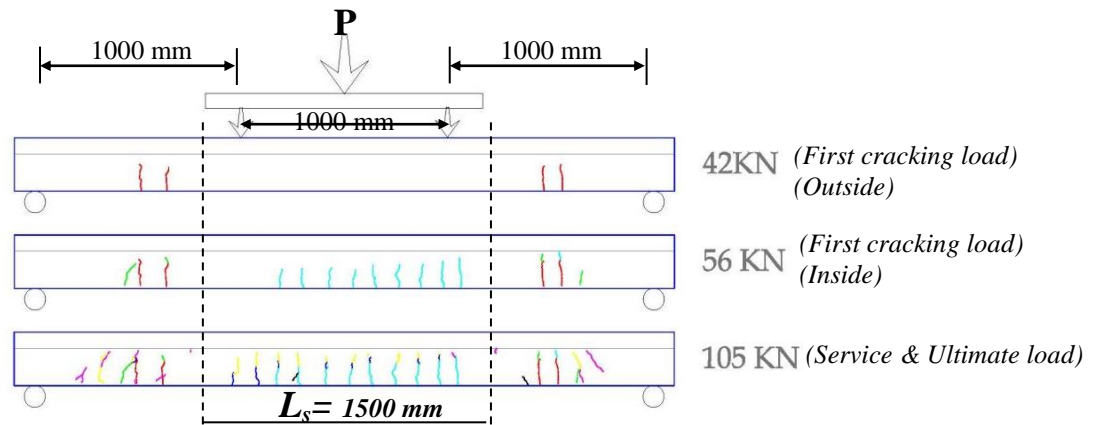 P
1000 mm 1000 mm
1000 mm
42KN (First cracking load)
(Outside)
56 KN (First cracking load)
(Inside)
105 KN (Service & Ultimate load)
Ls= 1500 mm